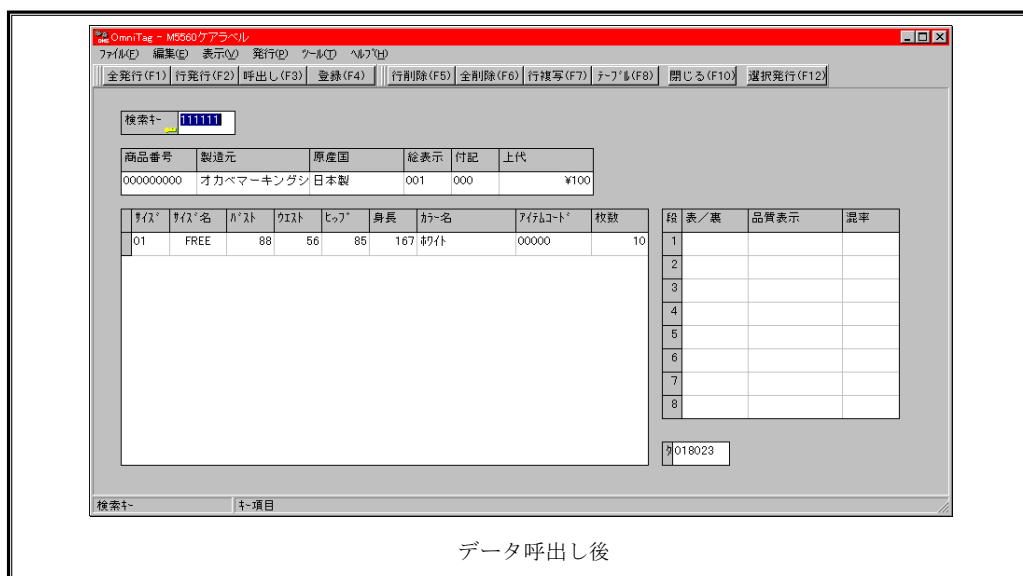 OmniTag - M5560ケアラベル
ﾌｧｲﾙ(F) 編集(E) 表示(V) 発行(P) ﾂｰﾙ(T) ﾍﾙﾌﾟ(H)
全発行(F1) 行発行(F2) 呼出し(F3) 登録(F4) 行削除(F5) 全削除(F6) 行複写(F7) ﾃｰﾌﾞﾙ(F8) 閉じる(F10) 選択発行(F12)
検索ｷｰ 111111
商品番号 製造元 原産国 絵表示 付記 上代
000000000 オカベマーキングシ 日本製 001 000 ¥100
ｻｲｽﾞ ｻｲｽﾞ名 ﾊﾞｽﾄ ｳｴｽﾄ ﾋｯﾌﾟ 身長 ｶﾗｰ名 ｱｲﾃﾑｺｰﾄﾞ 枚数 段 表／裏 品質表示 混率
01 FREE 88 56 85 167 ﾎﾜｲﾄ 00000 10 1
2
3
4
5
6
7
8
ﾀ 018023
検索ｷｰ ｷｰ項目
データ呼出し後